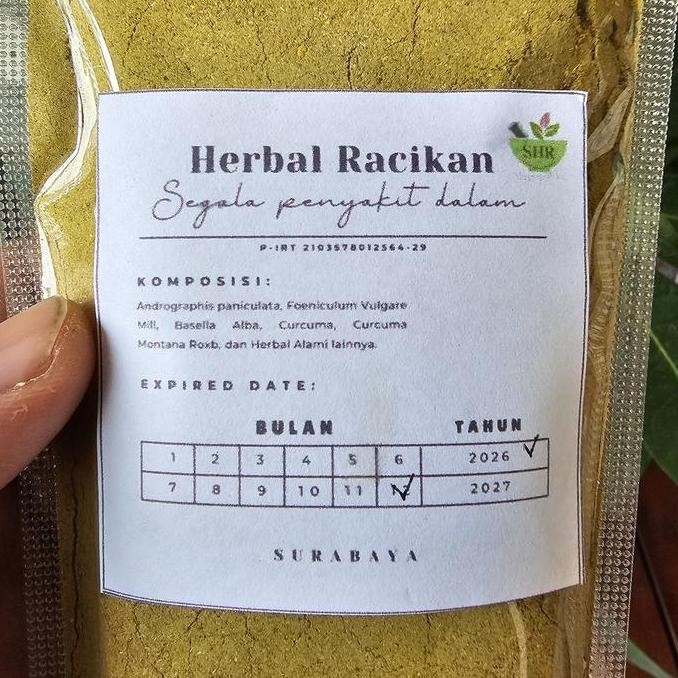 Herbal Racikan
SHR
Segala penyakit dalam
P-IRT 2103578012564-29
KOMPOSISI:
Andrographis paniculata, Foeniculum Vulgare
Mill, Basella Alba, Curcuma, Curcuma
Montana Roxb, dan Herbal Alami lainnya.
EXPIRED DATE:
BULAN TAHUN
1 2 3 4 5 6 2026
7 8 9 10 11 12 2027
SURABAYA